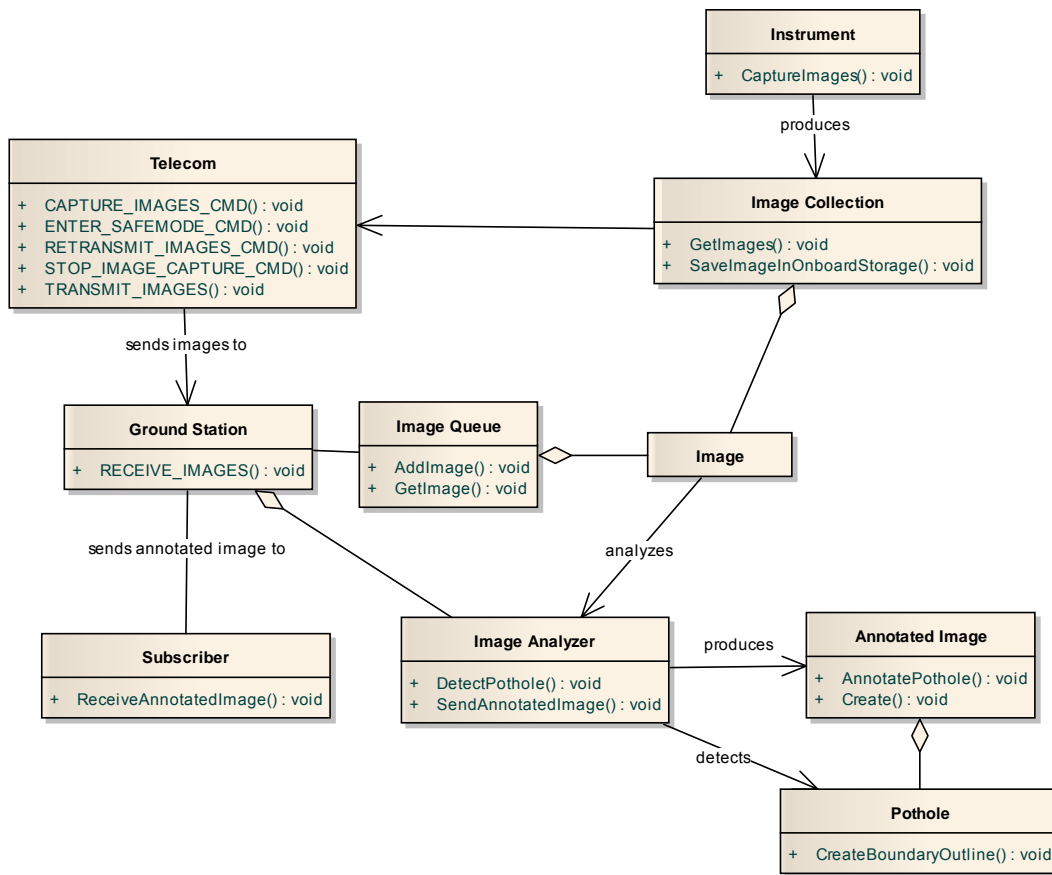 Instrument
+ CaptureImages() : void
produces
Telecom
+ CAPTURE_IMAGES_CMD() : void
+ ENTER_SAFEMODE_CMD() : void
+ RETRANSMIT_IMAGES_CMD() : void
+ STOP_IMAGE_CAPTURE_CMD() : void
+ TRANSMIT_IMAGES() : void
Image Collection
+ GetImages() : void
+ SaveImageInOnboardStorage() : void
sends images to
Ground Station
+ RECEIVE_IMAGES() : void
Image Queue
+ AddImage() : void
+ GetImage() : void
Image
sends annotated image to
analyzes
Subscriber
+ ReceiveAnnotatedImage() : void
Image Analyzer
+ DetectPothole() : void
+ SendAnnotatedImage() : void
produces
Annotated Image
+ AnnotatePothole() : void
+ Create() : void
detects
Pothole
+ CreateBoundaryOutline() : void